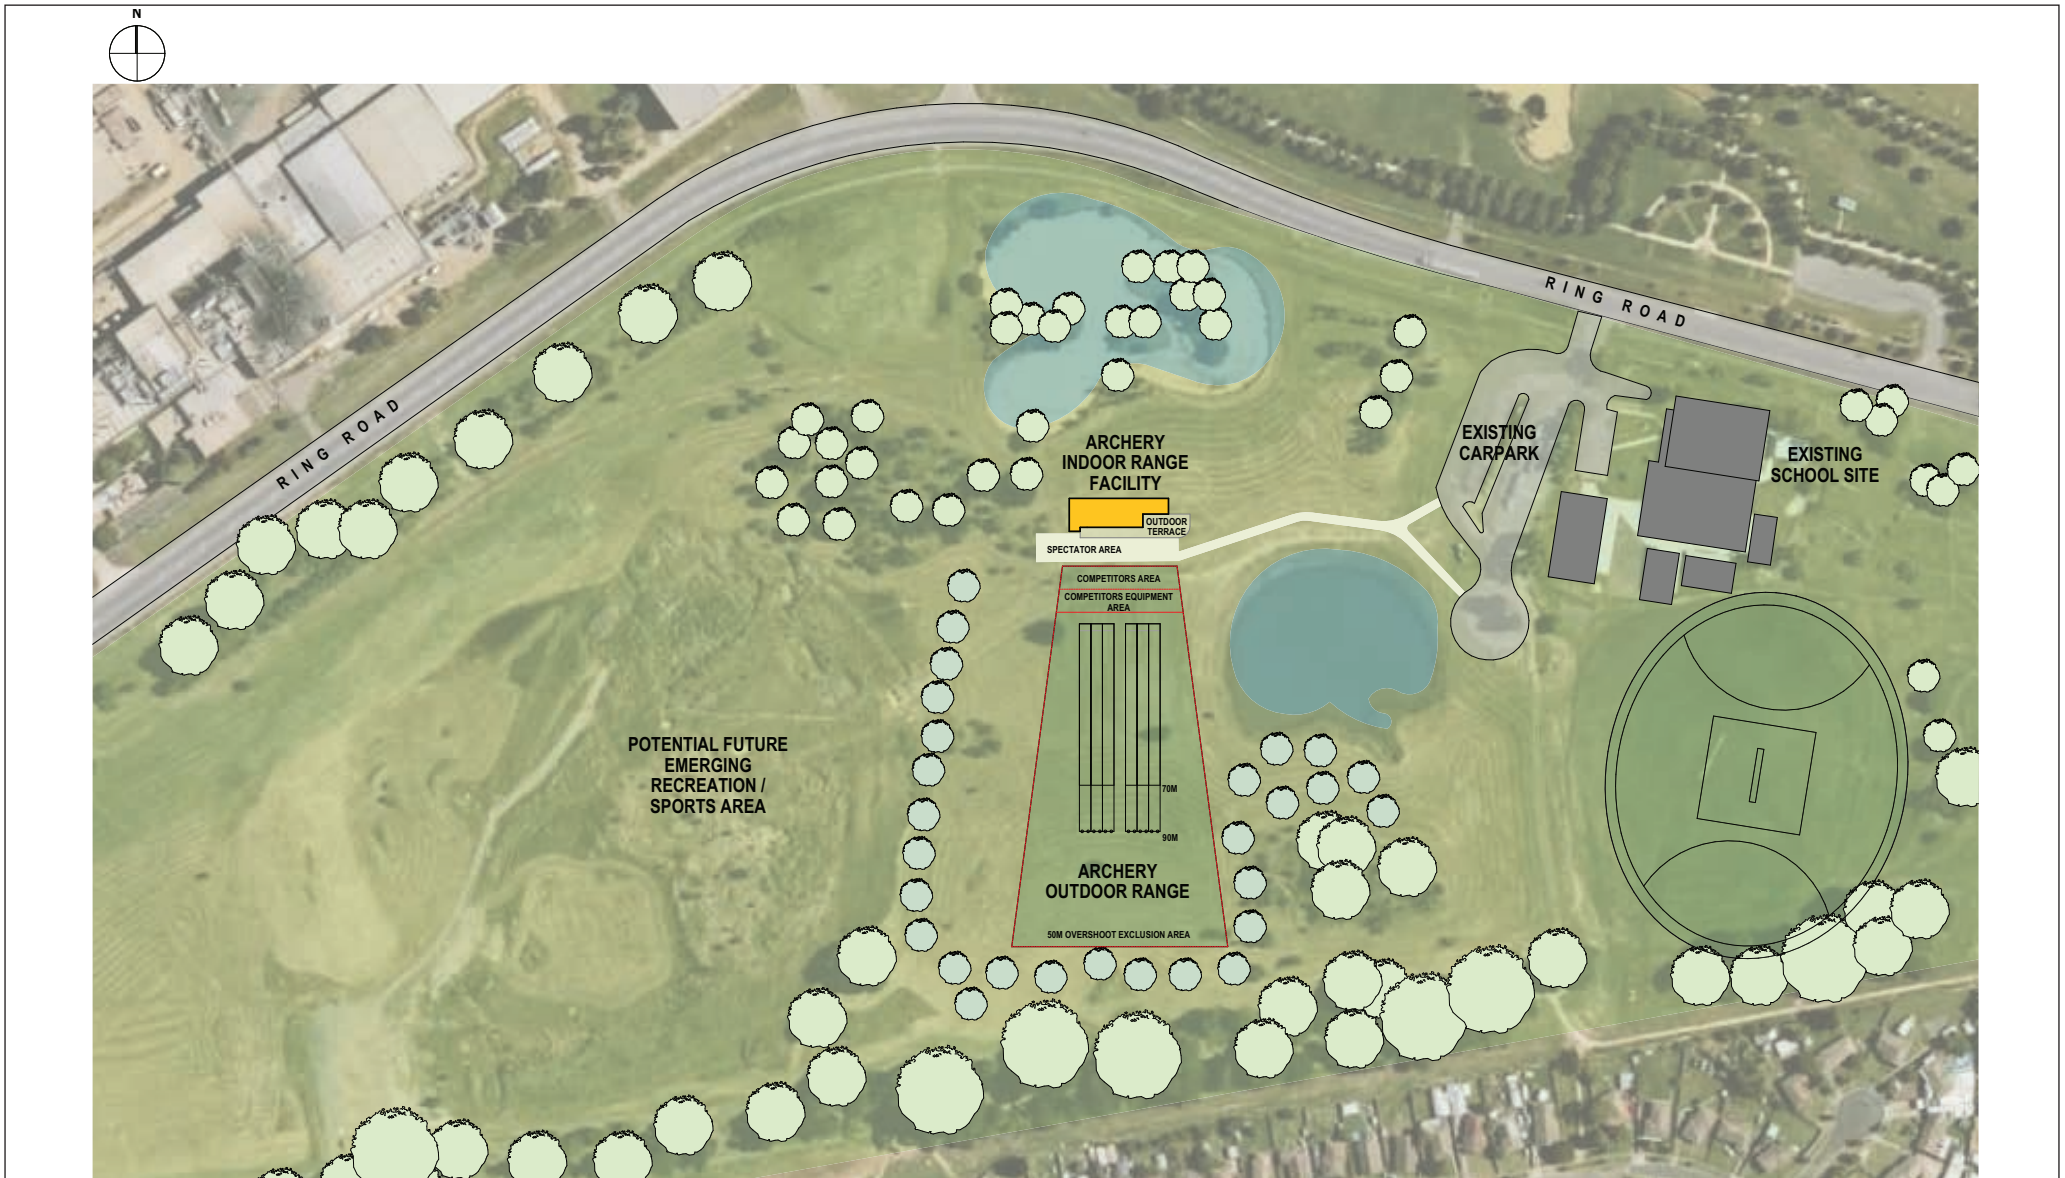 N
RING ROAD
RING ROAD
ARCHERY
INDOOR RANGE
FACILITY
EXISTING
CARPARK
EXISTING
SCHOOL SITE
OUTDOOR
TERRACE
SPECTATOR AREA
COMPETITORS AREA
COMPETITORS EQUIPMENT
AREA
POTENTIAL FUTURE
EMERGING
RECREATION /
SPORTS AREA
70M
90M
ARCHERY
OUTDOOR RANGE
50M OVERSHOOT EXCLUSION AREA